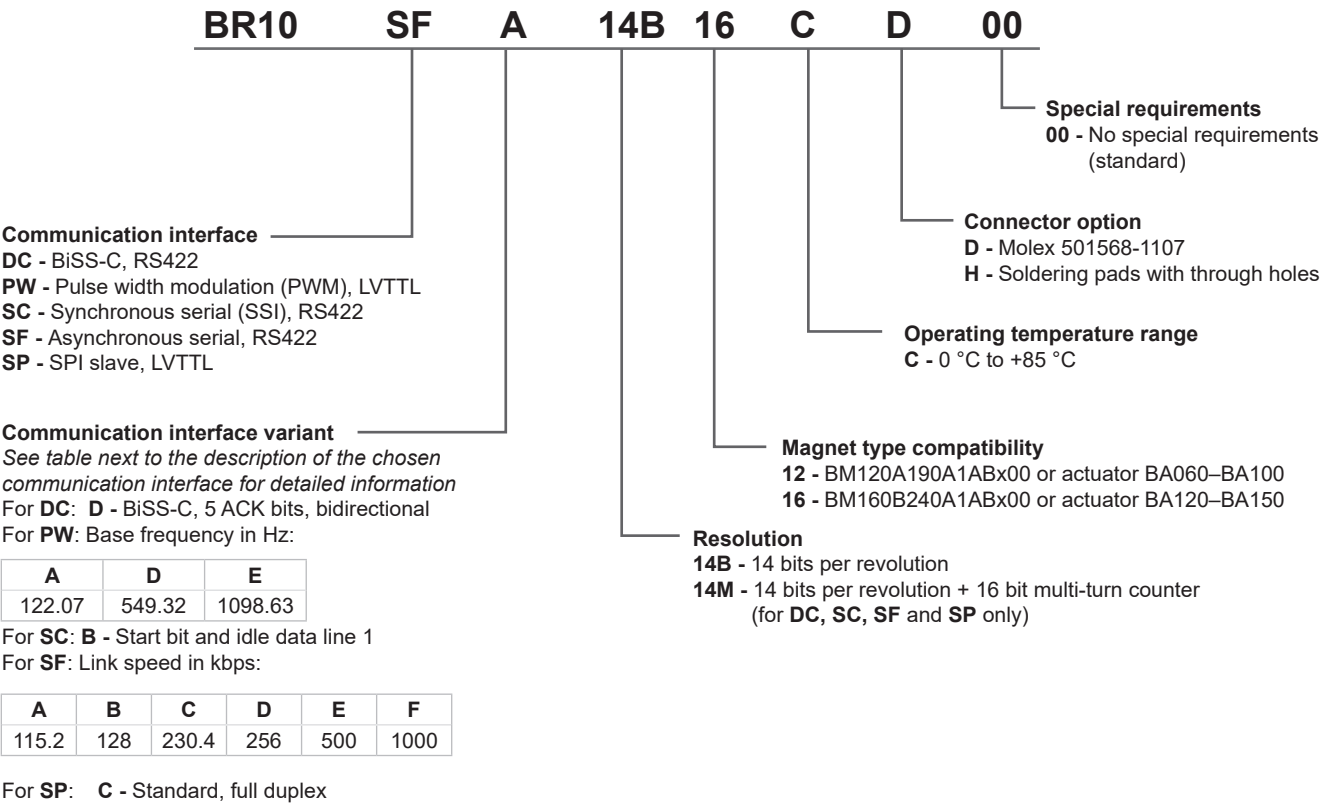 BR10 SF A 14B 16 C D 00
Special requirements
00 - No special requirements
(standard)
Connector option
D - Molex 501568-1107
H - Soldering pads with through holes
Operating temperature range
C - 0 °C to +85 °C
Magnet type compatibility
12 - BM120A190A1ABx00 or actuator BA060–BA100
16 - BM160B240A1ABx00 or actuator BA120–BA150
Resolution
14B - 14 bits per revolution
14M - 14 bits per revolution + 16 bit multi-turn counter
(for DC, SC, SF and SP only)
Communication interface
DC - BiSS-C, RS422
PW - Pulse width modulation (PWM), LVTTL
SC - Synchronous serial (SSI), RS422
SF - Asynchronous serial, RS422
SP - SPI slave, LVTTL
Communication interface variant
See table next to the description of the chosen
communication interface for detailed information
For DC: D - BiSS-C, 5 ACK bits, bidirectional
For PW: Base frequency in Hz:
A D E
122.07 549.32 1098.63
For SC: B - Start bit and idle data line 1
For SF: Link speed in kbps:
A B C D E F
115.2 128 230.4 256 500 1000
For SP: C - Standard, full duplex